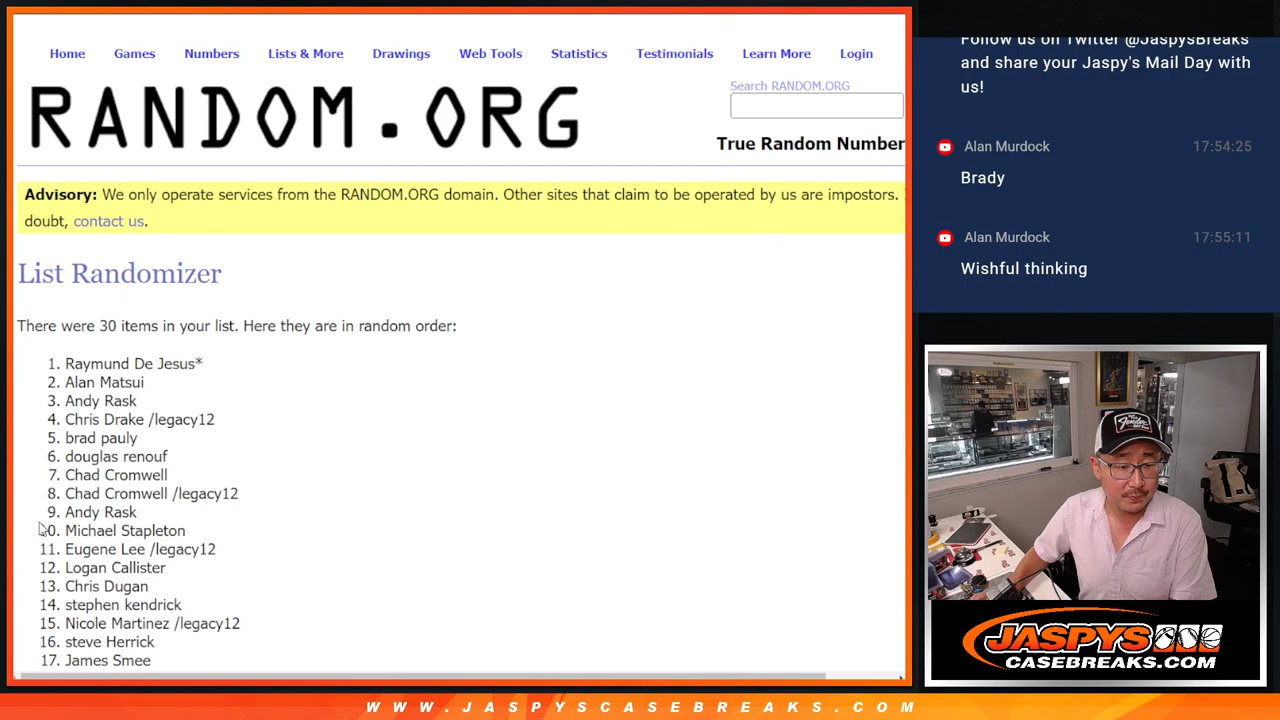 Home Games Numbers Lists & More Drawings Web Tools Statistics Testimonials Learn More Login
RANDOM.ORG
Search RANDOM.ORG
True Random Number
Advisory: We only operate services from the RANDOM.ORG domain. Other sites that claim to be operated by us are impostors.
doubt, contact us.
List Randomizer
There were 30 items in your list. Here they are in random order:
1. Raymund De Jesus*
2. Alan Matsui
3. Andy Rask
4. Chris Drake /legacy12
5. brad pauly
6. douglas renouf
7. Chad Cromwell
8. Chad Cromwell /legacy12
9. Andy Rask
0. Michael Stapleton
11. Eugene Lee /legacy12
12. Logan Callister
13. Chris Dugan
14. stephen kendrick
15. Nicole Martinez /legacy12
16. steve Herrick
17. James Smee
Follow us on Twitter @JaspysBreaks
and share your Jaspy's Mail Day with
us!
Alan Murdock 17:54:25
Brady
Alan Murdock 17:55:11
Wishful thinking
Fender
JASPYS
CASEBREAKS.COM
WWW.JASPYSCASEBREAKS.COM